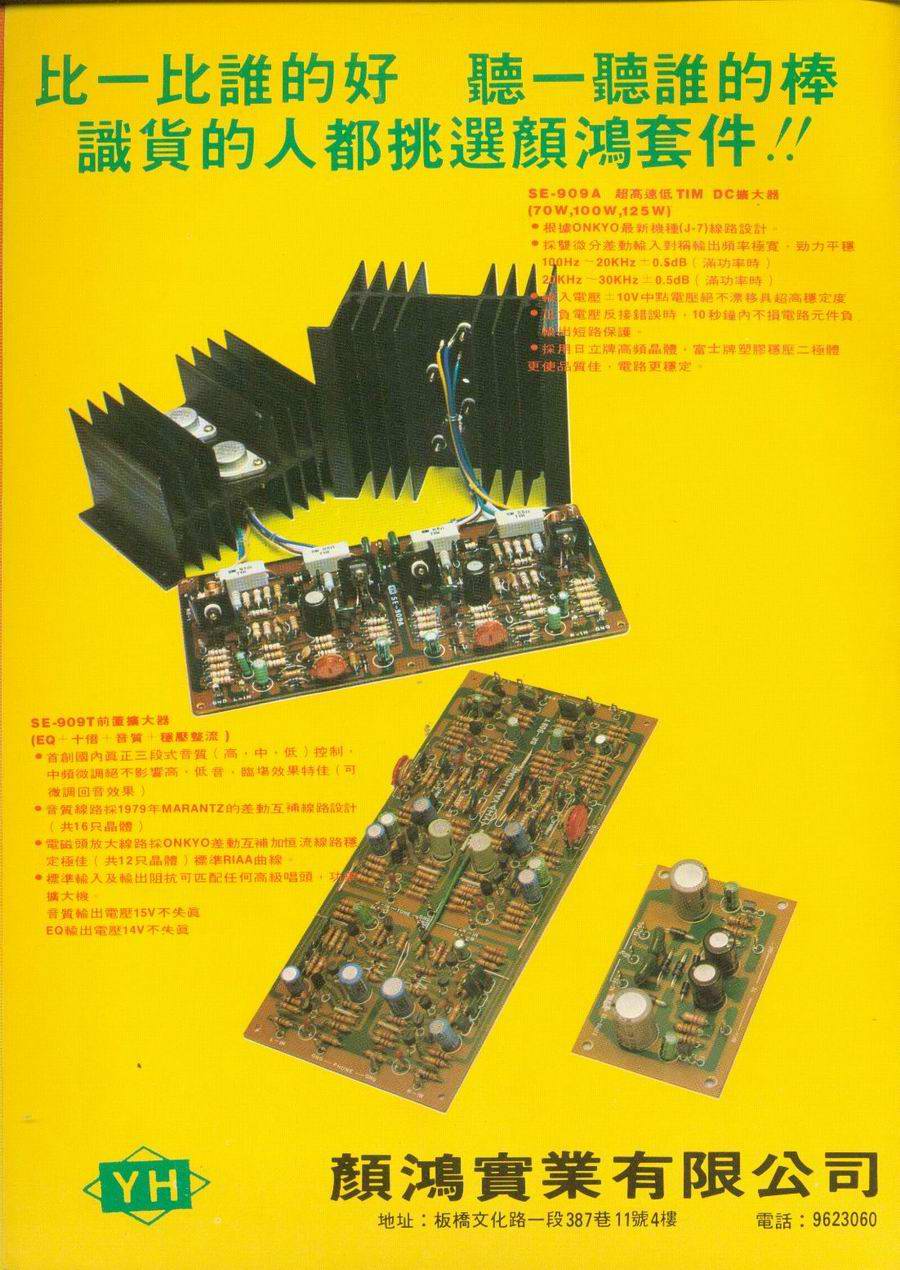 比一比誰的好 聽一聽誰的棒
識貨的人都挑選顏鴻套件!!
SE-909A 超高速低TIM DC擴大器
(70W,100W,125W)
●根據ONKYO最新機種(J-7)線路設計。
●採雙微分差動輸入對稱輸出頻率極寬，勁力平穩
100Hz～20KHz±0.5dB（滿功率時）
20KHz～30KHz±0.5dB（滿功率時）
●輸入電壓±10V中點電壓絕不漂移具超高穩定度
●正負電壓反接錯誤時，10秒鐘內不損電路元件負
輸出短路保護。
●採用日立牌高頻晶體，富士牌塑膠穩壓二極體
更使品質佳，電路更穩定。
SE-909A
SE-909T前置擴大器
(EQ＋十倍＋音質＋穩壓整流)
●首創國內眞正三段式音質（高，中，低）控制，
中頻微調絕不影響高，低音，臨場效果特佳（可
微調回音效果）
●音質線路採1979年MARANTZ的差動互補線路設計
（共16只晶體）
●電磁頭放大線路採ONKYO差動互補加恒流線路穩
定極佳（共12只晶體）標準RIAA曲線。
●標準輸入及輸出阻抗可匹配任何高級唱頭，功率
擴大機。
音質輸出電壓15V不失眞
EQ輸出電壓14V不失眞
YH
顏鴻實業有限公司
地址：板橋文化路一段387巷11號4樓 電話：9623060